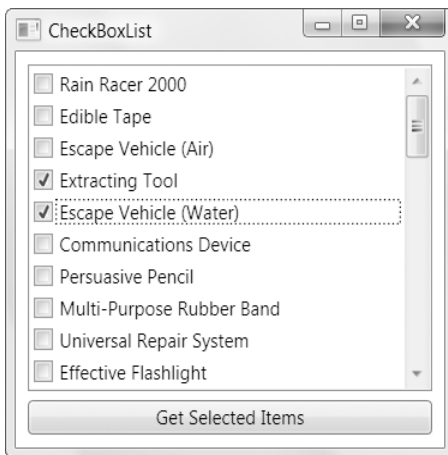 CheckBoxList
Rain Racer 2000
Edible Tape
Escape Vehicle (Air)
Extracting Tool
Escape Vehicle (Water)
Communications Device
Persuasive Pencil
Multi-Purpose Rubber Band
Universal Repair System
Effective Flashlight
Get Selected Items